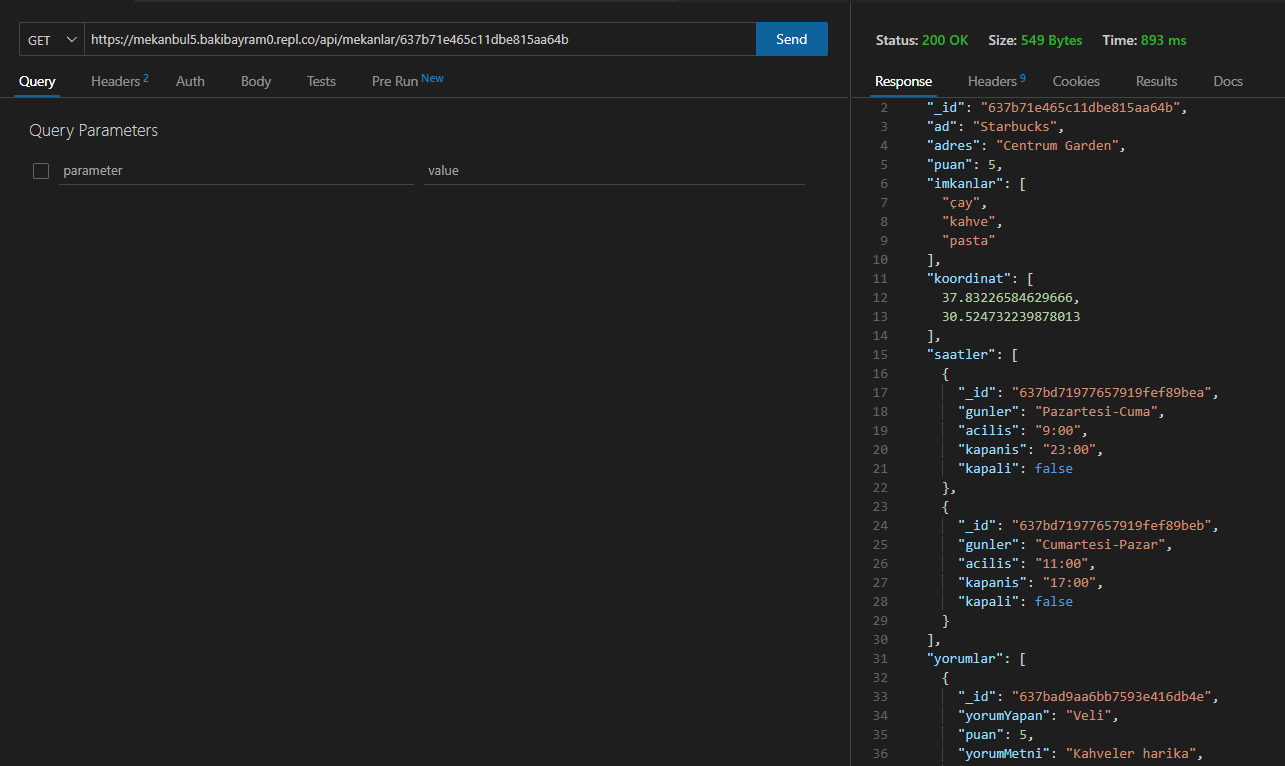 GET https://mekanbul5.bakibayram0.repl.co/api/mekanlar/637b71e465c11dbe815aa64b Send
Query Headers 2 Auth Body Tests Pre Run New
Query Parameters
parameter value
Status: 200 OK Size: 549 Bytes Time: 893 ms
Response Headers 9 Cookies Results Docs
2 "_id": "637b71e465c11dbe815aa64b",
3 "ad": "Starbucks",
4 "adres": "Centrum Garden",
5 "puan": 5,
6 "imkanlar": [
7 "çay",
8 "kahve",
9 "pasta"
10 ],
11 "koordinat": [
12 37.83226584629666,
13 30.524732239878013
14 ],
15 "saatler": [
16 {
17 "_id": "637bd71977657919fef89bea",
18 "gunler": "Pazartesi-Cuma",
19 "acilis": "9:00",
20 "kapanis": "23:00",
21 "kapali": false
22 },
23 {
24 "_id": "637bd71977657919fef89beb",
25 "gunler": "Cumartesi-Pazar",
26 "acilis": "11:00",
27 "kapanis": "17:00",
28 "kapali": false
29 }
30 ],
31 "yorumlar": [
32 {
33 "_id": "637bad9aa6bb7593e416db4e",
34 "yorumYapan": "Veli",
35 "puan": 5,
36 "yorumMetni": "Kahveler harika",